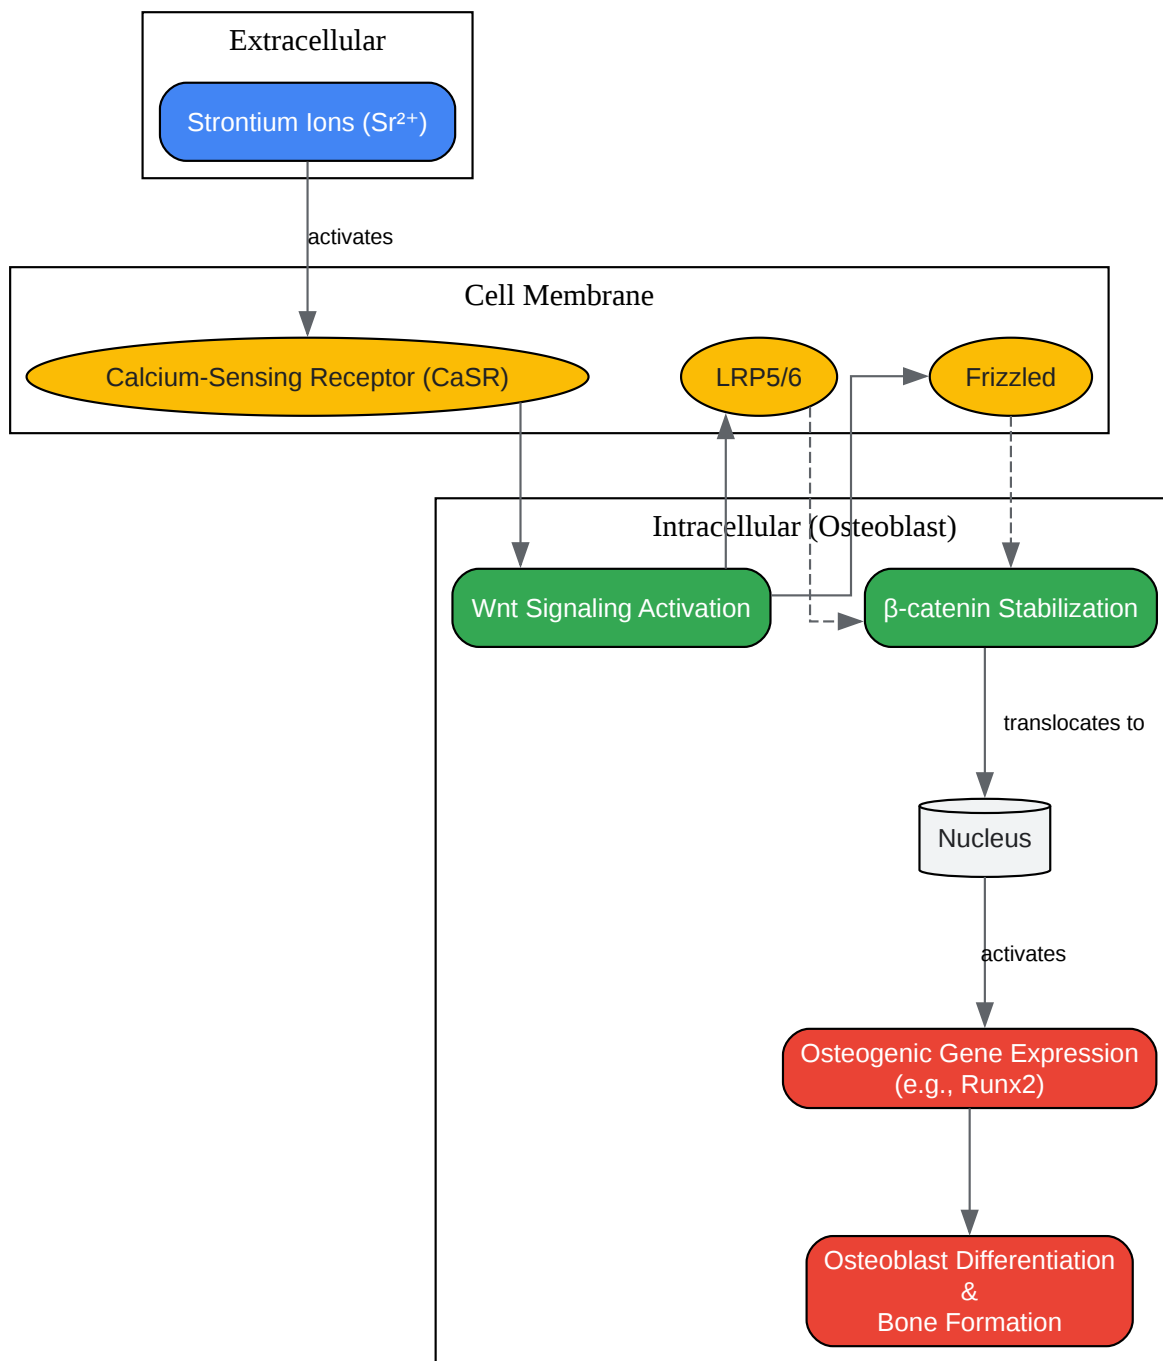 Extracellular
Strontium Ions (Sr²⁺)
activates
Cell Membrane
Calcium-Sensing Receptor (CaSR)
LRP5/6
Frizzled
Intracellular (Osteoblast)
Wnt Signaling Activation
β-catenin Stabilization
translocates to
Nucleus
activates
Osteogenic Gene Expression
(e.g., Runx2)
Osteoblast Differentiation
&
Bone Formation